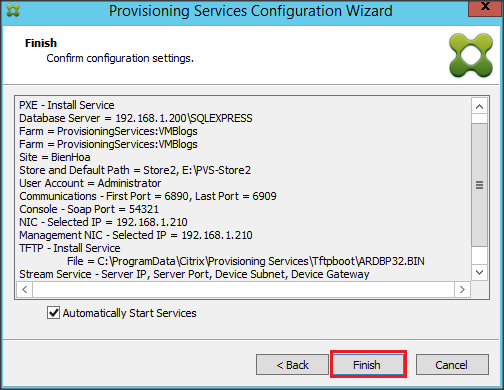 Provisioning Services Configuration Wizard
X
Finish
Confirm configuration settings.
PXE - Install Service
Database Server = 192.168.1.200\SQLEXPRESS
Farm = ProvisioningServices:VMBlogs
Farm = ProvisioningServices:VMBlogs
Site = BienHoa
Store and Default Path = Store2, E:\PVS-Store2
User Account = Administrator
Communications - First Port = 6890, Last Port = 6909
Console - Soap Port = 54321
NIC - Selected IP = 192.168.1.210
Management NIC - Selected IP = 192.168.1.210
TFTP - Install Service
File = C:\ProgramData\Citrix\Provisioning Services\Tftpboot\ARDBP32.BIN
Stream Service - Server IP, Server Port, Device Subnet, Device Gateway
Automatically Start Services
< Back
Finish
Cancel